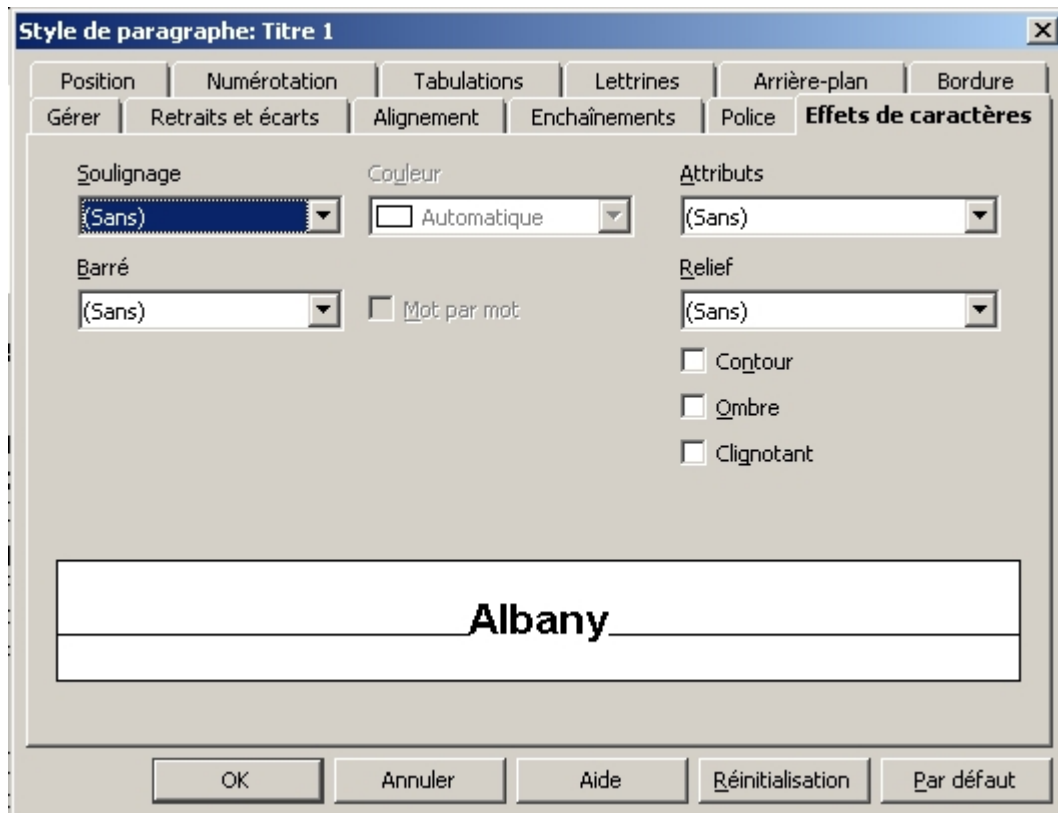 Style de paragraphe: Titre 1
Position Numérotation Tabulations Lettrines Arrière-plan Bordure
Gérer Retraits et écarts Alignement Enchaînements Police Effets de caractères
Soulignage Couleur Attributs
(Sans) Automatique (Sans)
Barré Relief
(Sans) Mot par mot (Sans)
Contour
Ombre
Clignotant
Albany
OK Annuler Aide Réinitialisation Par défaut